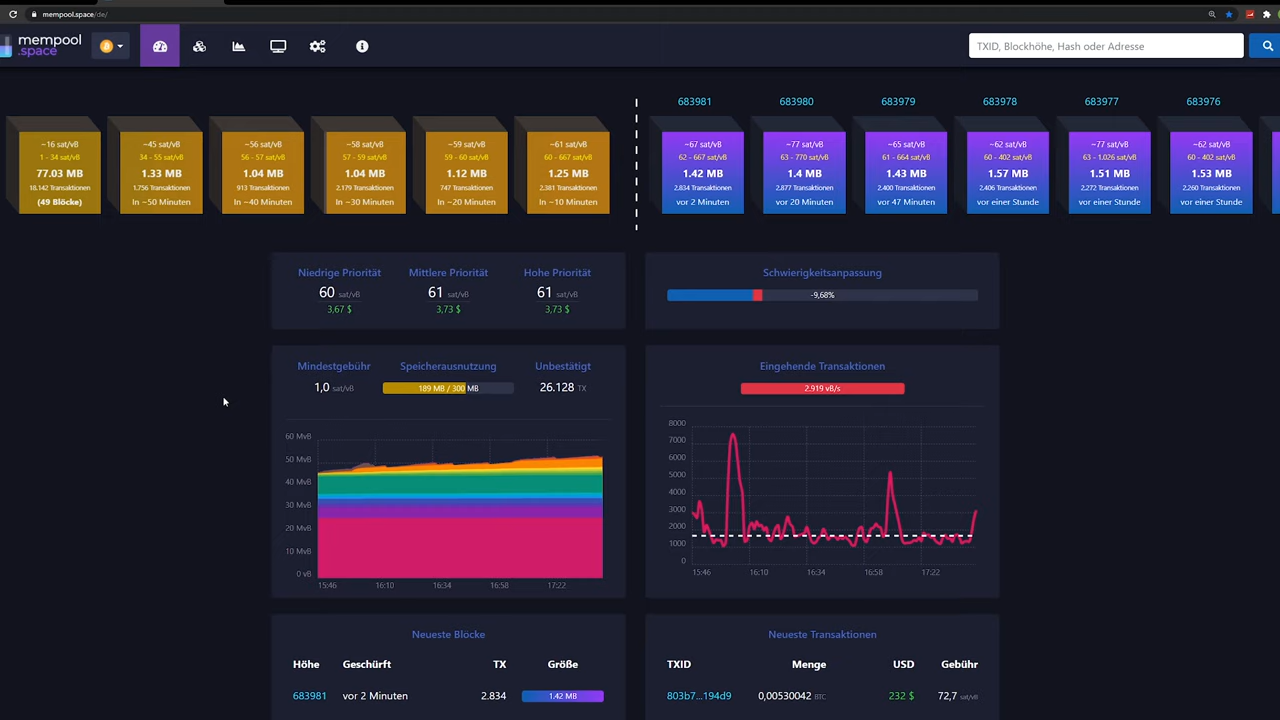 mempool.space/de/
mempool
.space
TXID, Blockhöhe, Hash oder Adresse
~16 sat/vB
1 - 34 sat/vB
77.03 MB
18.142 Transaktionen
(49 Blöcke)
~45 sat/vB
34 - 55 sat/vB
1.33 MB
1.756 Transaktionen
In ~50 Minuten
~56 sat/vB
56 - 57 sat/vB
1.04 MB
913 Transaktionen
In ~40 Minuten
~58 sat/vB
57 - 59 sat/vB
1.04 MB
2.179 Transaktionen
In ~30 Minuten
~59 sat/vB
59 - 60 sat/vB
1.12 MB
747 Transaktionen
In ~20 Minuten
~61 sat/vB
60 - 667 sat/vB
1.25 MB
2.381 Transaktionen
In ~10 Minuten
683981
~67 sat/vB
62 - 667 sat/vB
1.42 MB
2.834 Transaktionen
vor 2 Minuten
683980
~77 sat/vB
63 - 770 sat/vB
1.4 MB
2.877 Transaktionen
vor 20 Minuten
683979
~65 sat/vB
61 - 664 sat/vB
1.43 MB
2.400 Transaktionen
vor 47 Minuten
683978
~62 sat/vB
60 - 402 sat/vB
1.57 MB
2.406 Transaktionen
vor einer Stunde
683977
~77 sat/vB
63 - 1.026 sat/vB
1.51 MB
2.272 Transaktionen
vor einer Stunde
683976
~62 sat/vB
60 - 402 sat/vB
1.53 MB
2.260 Transaktionen
vor einer Stunde
Niedrige Priorität Mittlere Priorität Hohe Priorität
60 sat/vB 61 sat/vB 61 sat/vB
3,67 $ 3,73 $ 3,73 $
Schwierigkeitsanpassung
-9,68%
Mindestgebühr Speicherausnutzung Unbestätigt
1,0 sat/vB 189 MB / 300 MB 26.128 TX
60 MvB
50 MvB
40 MvB
30 MvB
20 MvB
10 MvB
0 vB
15:46 16:10 16:34 16:58 17:22
Eingehende Transaktionen
2.919 vB/s
8000
7000
6000
5000
4000
3000
2000
1000
0
15:46 16:10 16:34 16:58 17:22
Neueste Blöcke
Höhe Geschürft TX Größe
683981 vor 2 Minuten 2.834 1.42 MB
Neueste Transaktionen
TXID Menge USD Gebühr
803b7...194d9 0,00530042 BTC 232 $ 72,7 sat/vB